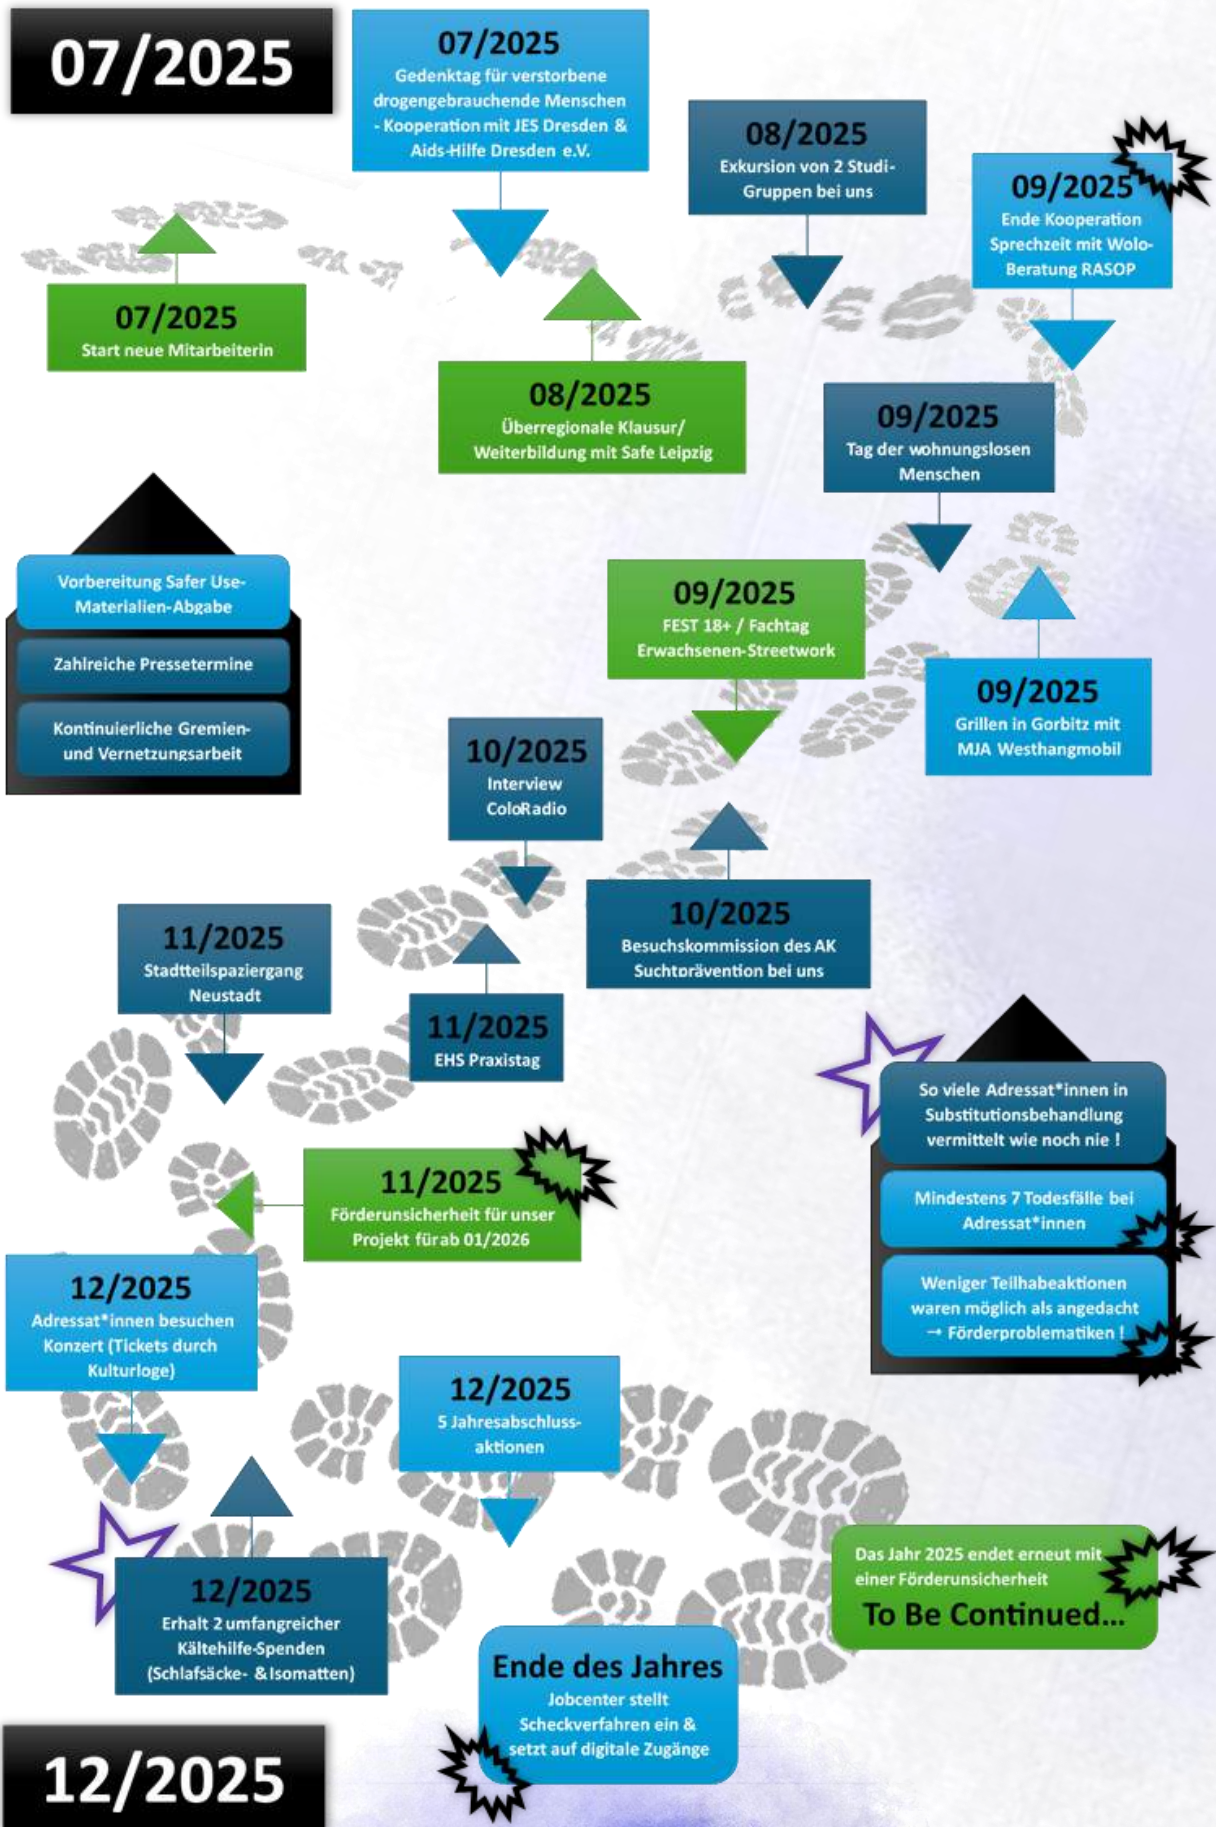 07/2025
07/2025
Gedenktag für verstorbene
drogengebrauchende Menschen
- Kooperation mit JES Dresden &
Aids-Hilfe Dresden e.V.
08/2025
Exkursion von 2 Studi-
Gruppen bei uns
09/2025
Ende Kooperation
Sprechzeit mit Wolo-
Beratung RASOP
07/2025
Start neue Mitarbeiterin
08/2025
Überregionale Klausur/
Weiterbildung mit Safe Leipzig
09/2025
Tag der wohnungslosen
Menschen
Vorbereitung Safer Use-
Materialien-Abgabe
Zahlreiche Pressetermine
Kontinuierliche Gremien-
und Vernetzungsarbeit
09/2025
FEST 18+ / Fachtag
Erwachsenen-Streetwork
09/2025
Grillen in Gorbitz mit
MJA Westhangmobil
10/2025
Interview
ColoRadio
10/2025
Besuchskommission des AK
Suchtprävention bei uns
11/2025
Stadtteilspaziergang
Neustadt
11/2025
EHS Praxistag
So viele Adressat*innen in
Substitutionsbehandlung
vermittelt wie noch nie !
Mindestens 7 Todesfälle bei
Adressat*innen
Weniger Teilhabeaktionen
waren möglich als angedacht
→ Förderproblematiken !
11/2025
Förderunsicherheit für unser
Projekt für ab 01/2026
12/2025
Adressat*innen besuchen
Konzert (Tickets durch
Kulturloge)
12/2025
5 Jahresabschluss-
aktionen
12/2025
Erhalt 2 umfangreicher
Kältehilfe-Spenden
(Schlafsäcke- & Isomatten)
Das Jahr 2025 endet erneut mit
einer Förderunsicherheit
To Be Continued...
Ende des Jahres
Jobcenter stellt
Scheckverfahren ein &
setzt auf digitale Zugänge
12/2025